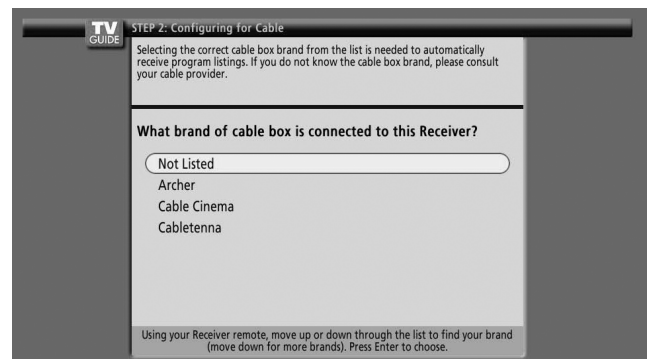 TV
GUIDE
STEP 2: Configuring for Cable
Selecting the correct cable box brand from the list is needed to automatically
receive program listings. If you do not know the cable box brand, please consult
your cable provider.
What brand of cable box is connected to this Receiver?
Not Listed
Archer
Cable Cinema
Cabletenna
Using your Receiver remote, move up or down through the list to find your brand
(move down for more brands). Press Enter to choose.